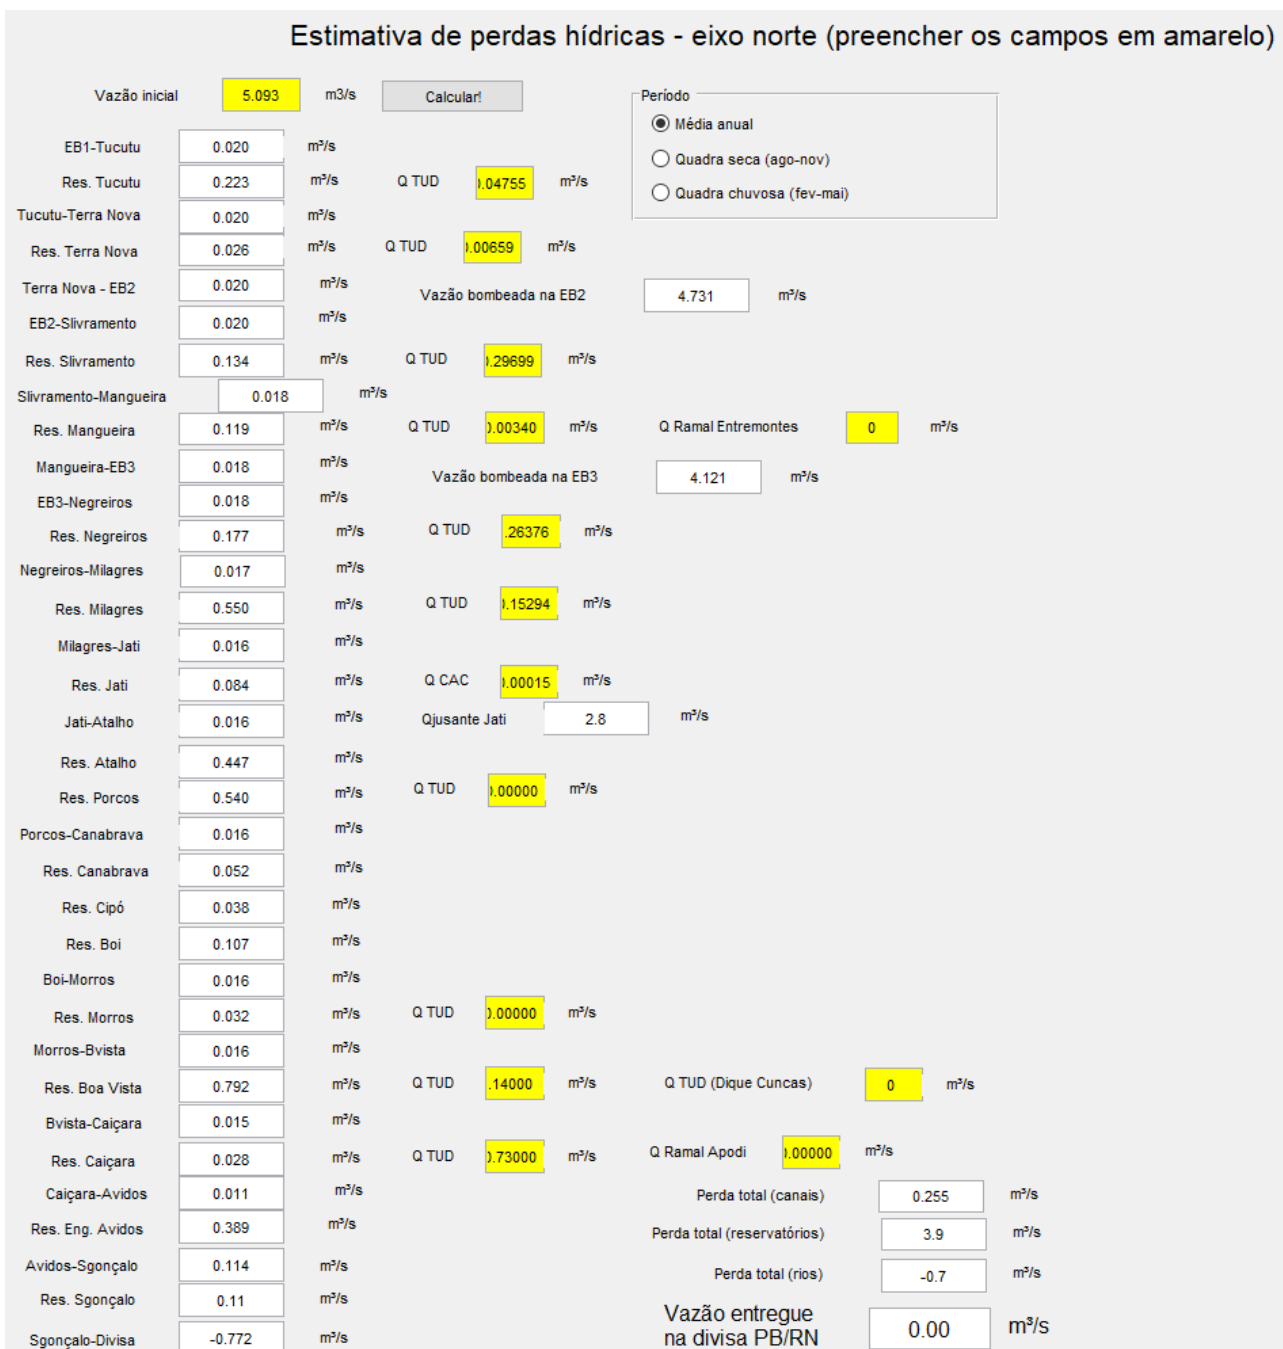 Estimativa de perdas hídricas - eixo norte (preencher os campos em amarelo)
Vazão inicial 5.093 m3/s Calcular!
Período
Média anual
Quadra seca (ago-nov)
Quadra chuvosa (fev-mai)
EB1-Tucutu 0.020 m³/s
Res. Tucutu 0.223 m³/s Q TUD ).04755 m³/s
Tucutu-Terra Nova 0.020 m³/s
Res. Terra Nova 0.026 m³/s Q TUD ).00659 m³/s
Terra Nova - EB2 0.020 m³/s Vazão bombeada na EB2 4.731 m³/s
EB2-Slivramento 0.020 m³/s
Res. Slivramento 0.134 m³/s Q TUD ).29699 m³/s
Slivramento-Mangueira 0.018 m³/s
Res. Mangueira 0.119 m³/s Q TUD ).00340 m³/s Q Ramal Entremontes 0 m³/s
Mangueira-EB3 0.018 m³/s Vazão bombeada na EB3 4.121 m³/s
EB3-Negreiros 0.018 m³/s
Res. Negreiros 0.177 m³/s Q TUD .26376 m³/s
Negreiros-Milagres 0.017 m³/s
Res. Milagres 0.550 m³/s Q TUD ).15294 m³/s
Milagres-Jati 0.016 m³/s
Res. Jati 0.084 m³/s Q CAC ).00015 m³/s
Jati-Atalho 0.016 m³/s Qjusante Jati 2.8 m³/s
Res. Atalho 0.447 m³/s
Res. Porcos 0.540 m³/s Q TUD ).00000 m³/s
Porcos-Canabrava 0.016 m³/s
Res. Canabrava 0.052 m³/s
Res. Cipó 0.038 m³/s
Res. Boi 0.107 m³/s
Boi-Morros 0.016 m³/s
Res. Morros 0.032 m³/s Q TUD ).00000 m³/s
Morros-Bvista 0.016 m³/s
Res. Boa Vista 0.792 m³/s Q TUD .14000 m³/s Q TUD (Dique Cuncas) 0 m³/s
Bvista-Caiçara 0.015 m³/s
Res. Caiçara 0.028 m³/s Q TUD ).73000 m³/s Q Ramal Apodi ).00000 m³/s
Caiçara-Avidos 0.011 m³/s Perda total (canais) 0.255 m³/s
Res. Eng. Avidos 0.389 m³/s Perda total (reservatórios) 3.9 m³/s
Avidos-Sgonçalo 0.114 m³/s Perda total (rios) -0.7 m³/s
Res. Sgonçalo 0.11 m³/s
Sgonçalo-Divisa -0.772 m³/s
Vazão entregue
na divisa PB/RN 0.00 m³/s